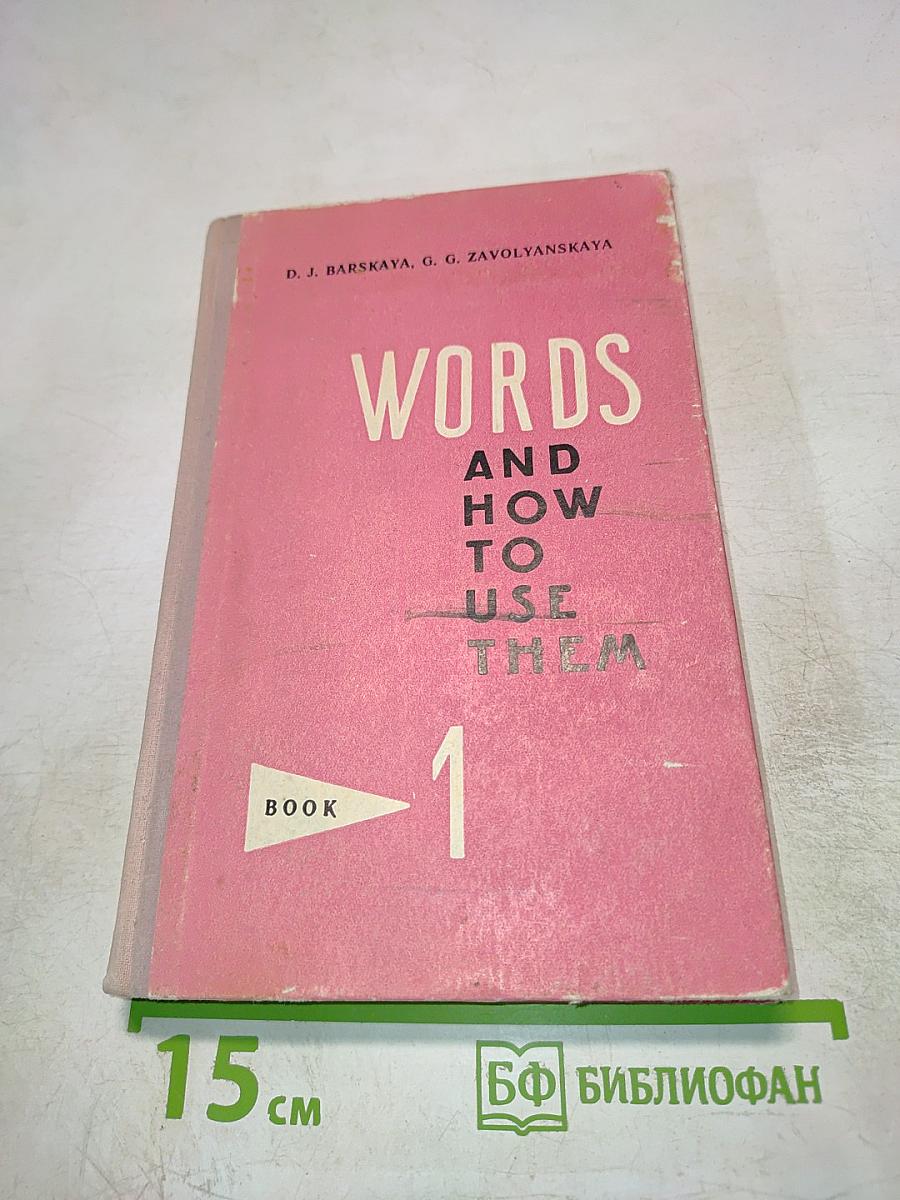 D. J. BARSKAYA, G. G. ZAVOLYANSKAYA
WORDS
AND
HOW
TO
USE
THEM
BOOK 1
15 см
БФ БИБЛИОФАН